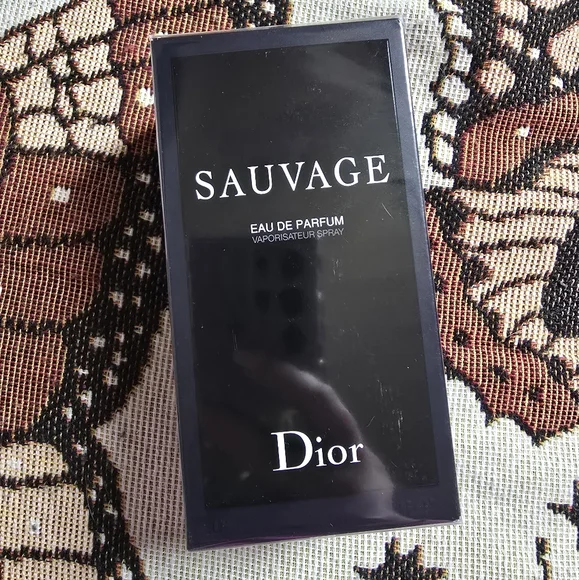 SAUVAGE
EAU DE PARFUM
VAPORISATEUR SPRAY
Dior